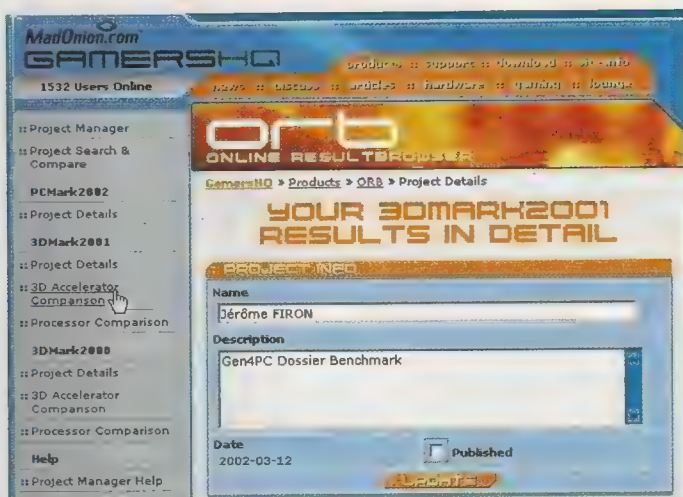 MadOnion.com
GAMERSHQ
1532 Users Online
products :: support :: download :: site info
news :: discuss :: articles :: hardware :: gaming :: lounge
:: Project Manager
:: Project Search &
Compare
PCMark2002
:: Project Details
3DMark2001
:: Project Details
:: 3D Accelerator
Comparison
:: Processor Comparison
3DMark2000
:: Project Details
:: 3D Accelerator
Comparison
:: Processor Comparison
Help
:: Project Manager Help
orb
ONLINE RESULTBROWSER
GamersHQ » Products » ORB » Project Details
YOUR 3DMARK2001
RESULTS IN DETAIL
PROJECT INFO
Name
Jérôme FIRON
Description
Gen4PC Dossier Benchmark
Date
2002-03-12
Published
UPDATE